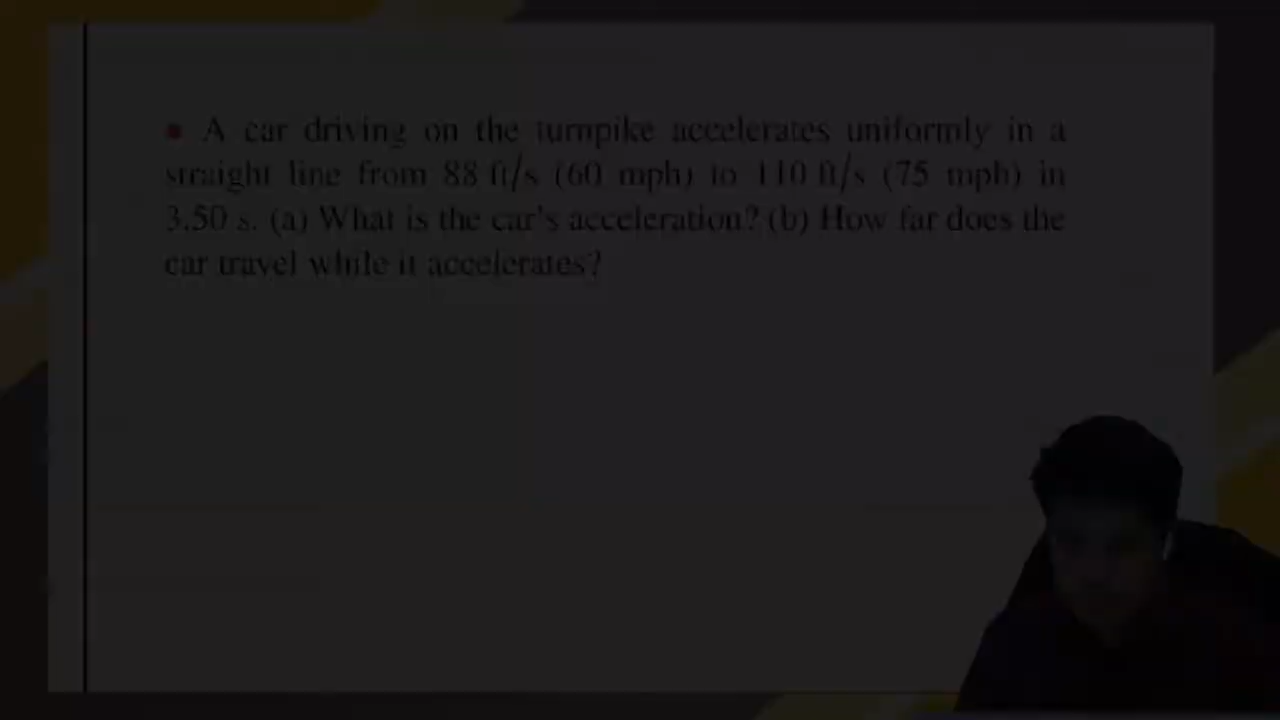 • A car driving on the turnpike accelerates uniformly in a
straight line from 88 ft/s (60 mph) to 110 ft/s (75 mph) in
3.50 s. (a) What is the car's acceleration? (b) How far does the
car travel while it accelerates?